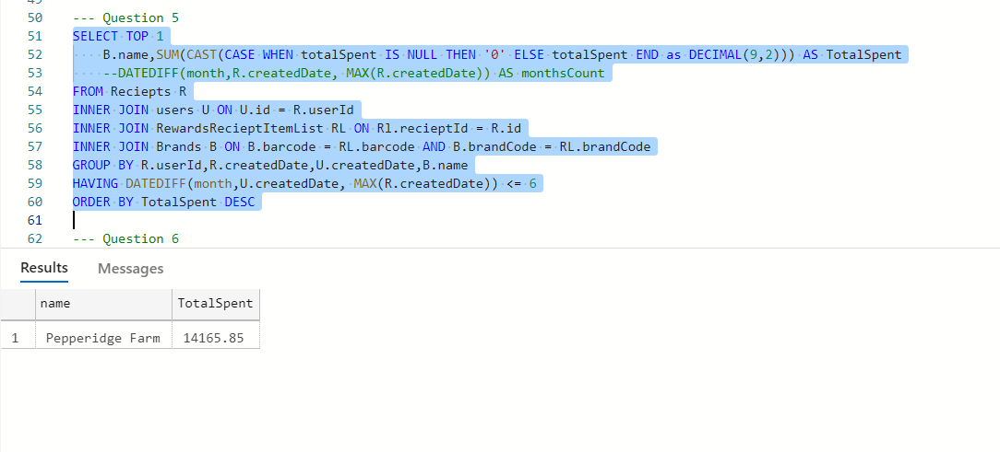 50 --- Question 5
51 SELECT TOP 1
52 B.name,SUM(CAST(CASE WHEN totalSpent IS NULL THEN '0' ELSE totalSpent END as DECIMAL(9,2))) AS TotalSpent
53 --DATEDIFF(month,R.createdDate, MAX(R.createdDate)) AS monthsCount
54 FROM Reciepts R
55 INNER JOIN users U ON U.id = R.userId
56 INNER JOIN RewardsRecieptItemList RL ON Rl.recieptId = R.id
57 INNER JOIN Brands B ON B.barcode = RL.barcode AND B.brandCode = RL.brandCode
58 GROUP BY R.userId,R.createdDate,U.createdDate,B.name
59 HAVING DATEDIFF(month,U.createdDate, MAX(R.createdDate)) <= 6
60 ORDER BY TotalSpent DESC
61
62 --- Question 6
Results Messages
name TotalSpent
1 Pepperidge Farm 14165.85